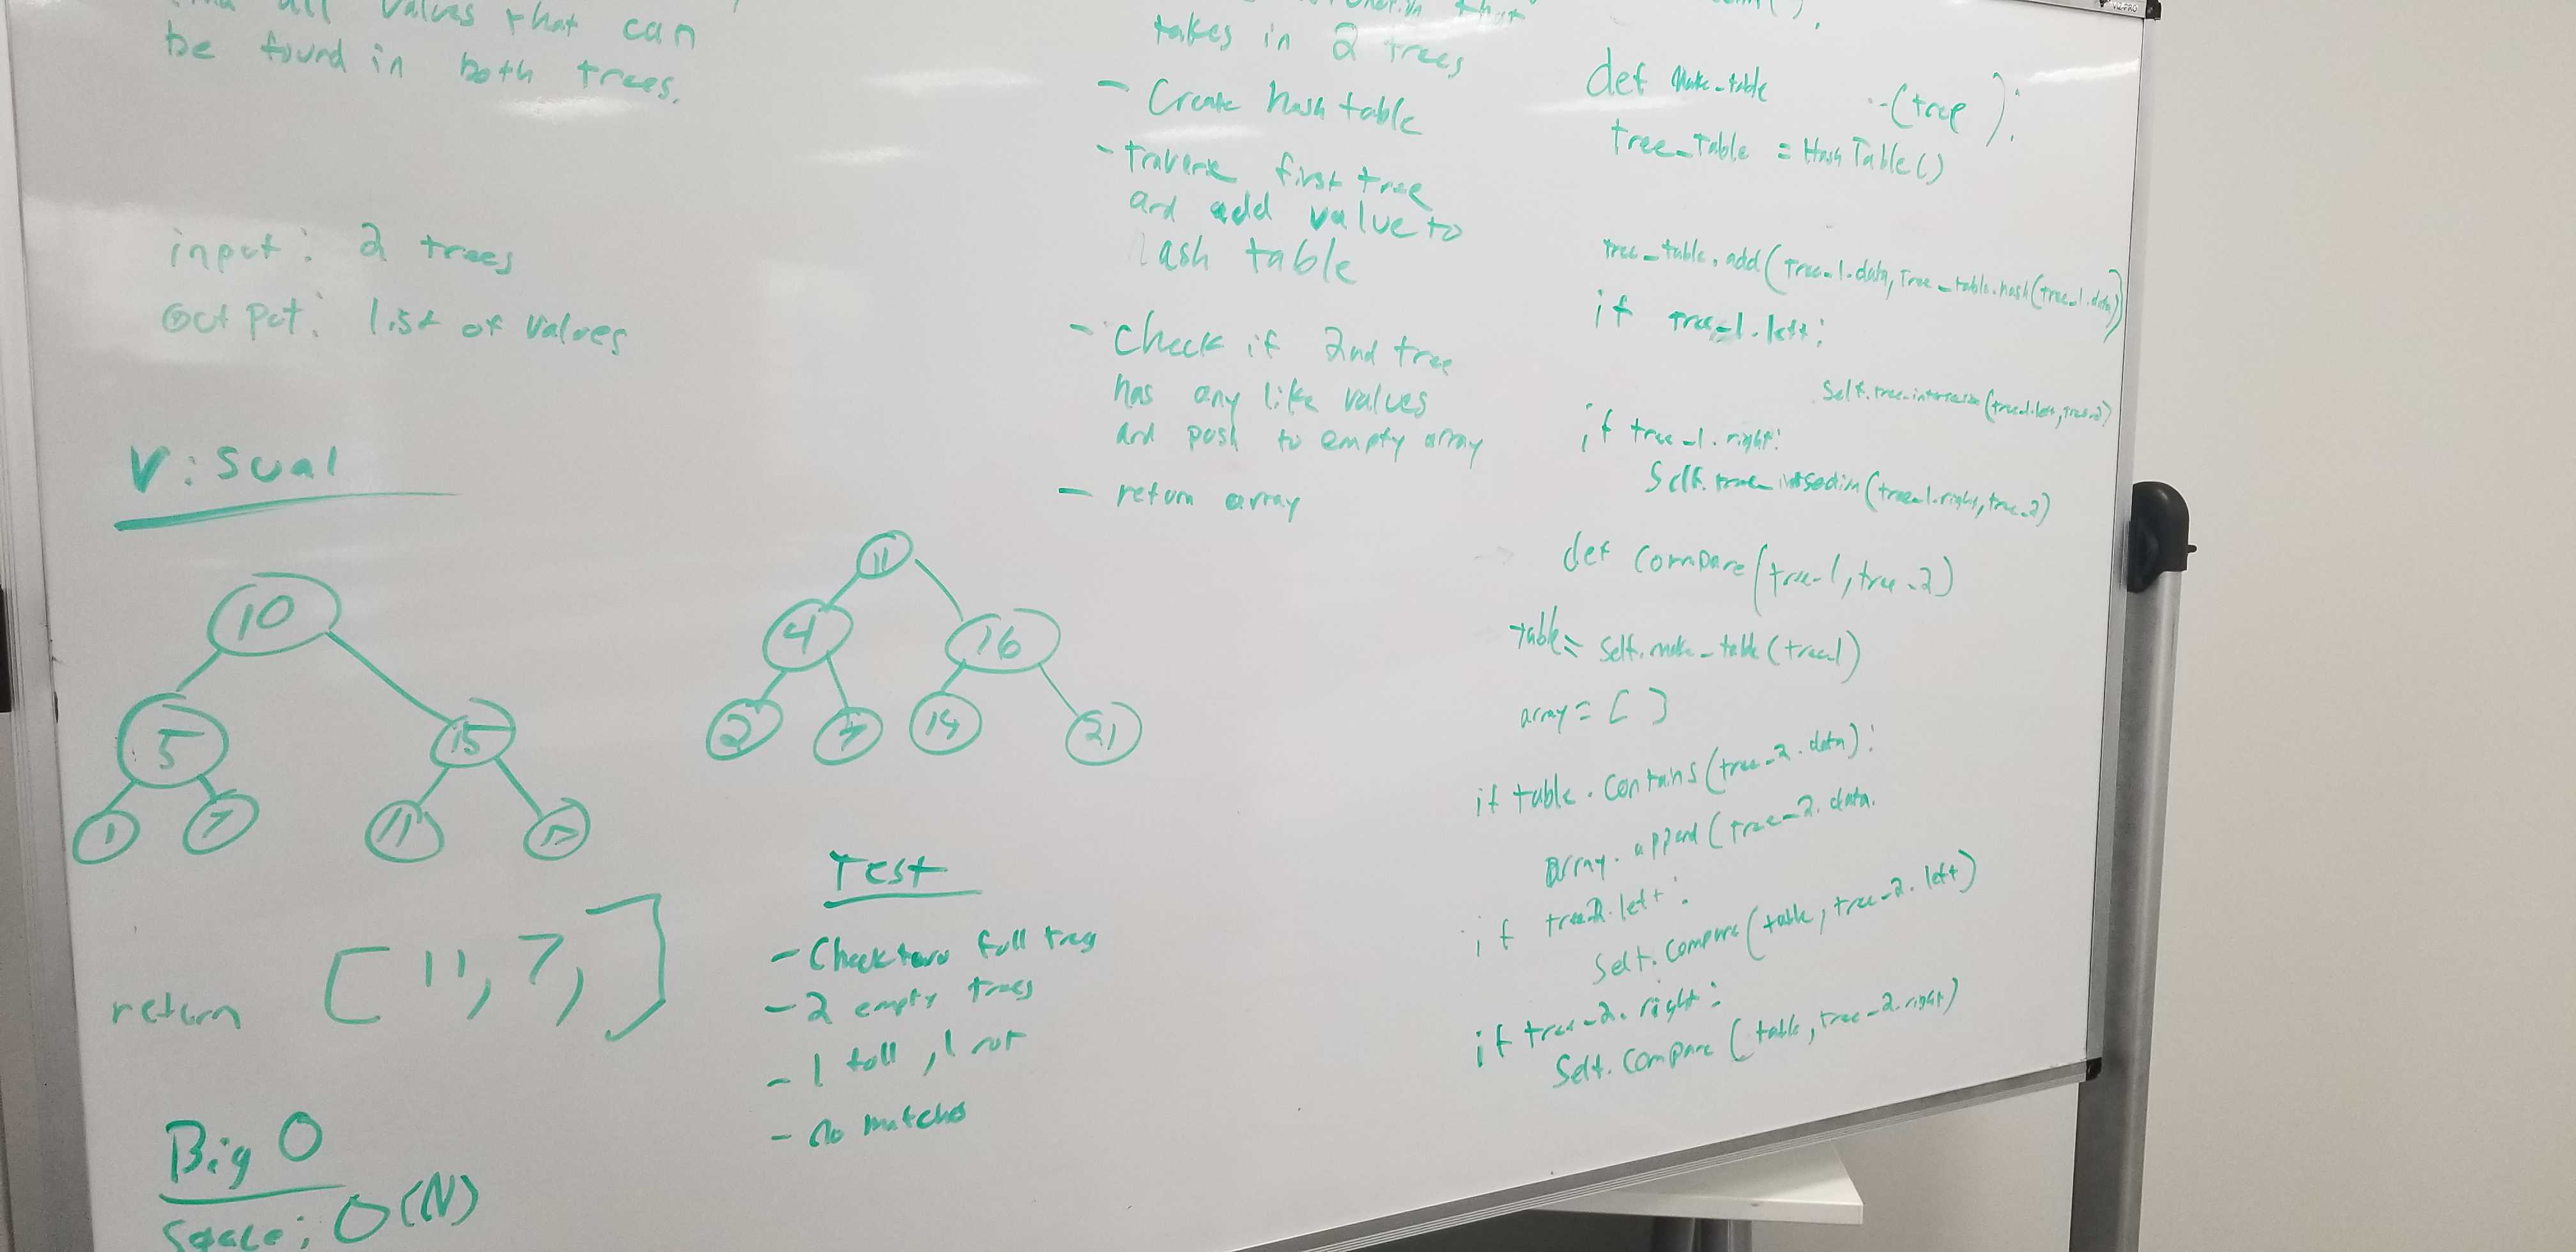 all values that can
be found in both trees.
input: 2 trees
output: list of values
Visual
10
5
15
1
7
11
11
4
16
2
7
14
21
return [11, 7,]
Big O
Space: O(N)
Test
- Check two full
- 2 empty trees
- 1 full, 1 not
- no matches
that
takes in 2 trees
- Create hash table
- traverse first tree
and add value to
hash table
- Check if 2nd tree
has any like values
and push to empty array
- return array
def make_table (tree):
tree_Table = HashTable()
tree_table.add(tree_1.data, tree_table.hash(tree_1.data))
if tree_1.left:
Self.tree_intersection(tree_1.left, tree_2)
if tree_1.right:
Self.tree_(tree_1.right, tree_2)
def compare(tree_1, tree_2)
table = Self.make_table(tree1)
array = []
if table.contains(tree_2.data):
array.append(tree_2.data.
if tree2.left:
Self.compare(table, tree_2.left)
if tree_2.right:
Self.compare(table, tree_2.right)